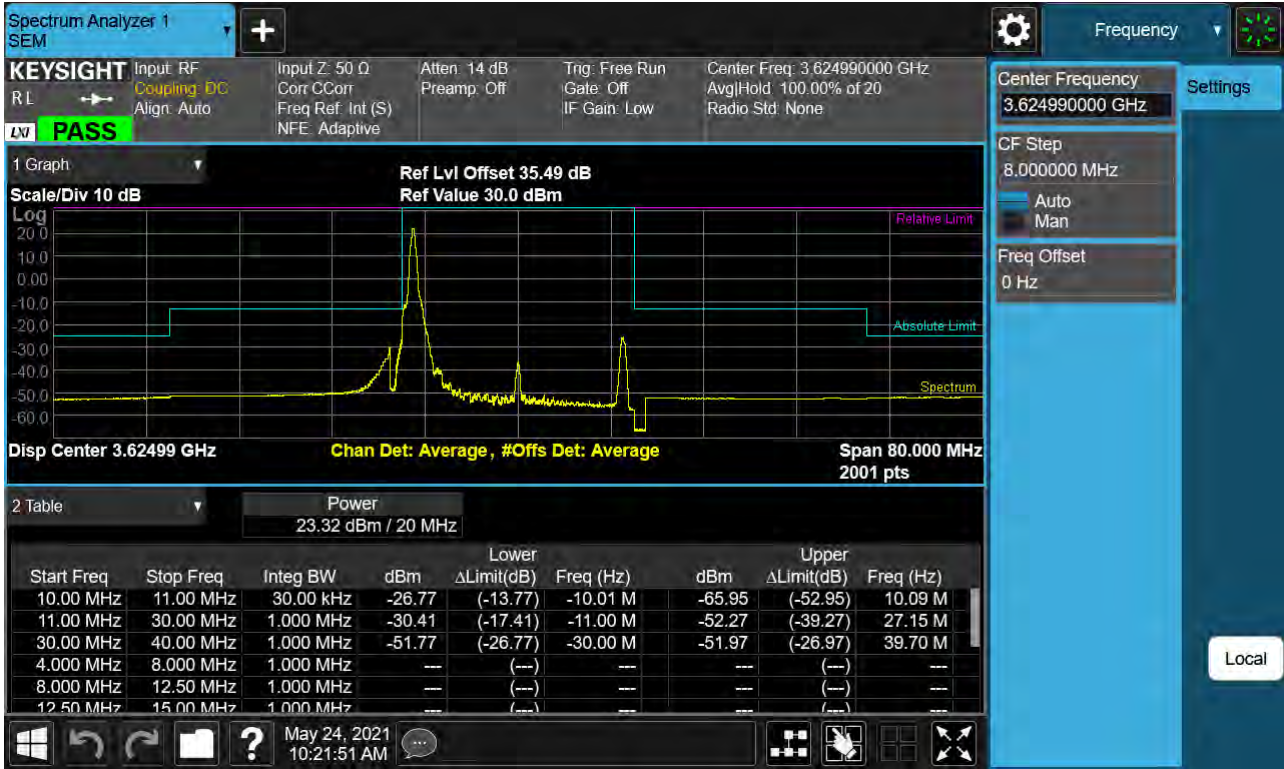 Spectrum Analyzer 1
SEM
Frequency
KEYSIGHT
RL
LXI
PASS
Input: RF
Coupling: DC
Align: Auto
Input Z: 50 Ω
Corr CCorr
Freq Ref: Int (S)
NFE: Adaptive
Atten: 14 dB
Preamp: Off
Trig: Free Run
Gate: Off
IF Gain: Low
Center Freq: 3.624990000 GHz
Avg|Hold: 100.00% of 20
Radio Std: None
Center Frequency
3.624990000 GHz
Settings
CF Step
8.000000 MHz
Auto
Man
Freq Offset
0 Hz
1 Graph
Scale/Div 10 dB
Ref Lvl Offset 35.49 dB
Ref Value 30.0 dBm
Log
20.0
10.0
0.00
-10.0
-20.0
-30.0
-40.0
-50.0
-60.0
Relative Limit
Absolute Limit
Spectrum
Disp Center 3.62499 GHz
Chan Det: Average, #Offs Det: Average
Span 80.000 MHz
2001 pts
2 Table
Power
23.32 dBm / 20 MHz
Lower Upper
Start Freq Stop Freq Integ BW dBm ΔLimit(dB) Freq (Hz) dBm ΔLimit(dB) Freq (Hz)
10.00 MHz 11.00 MHz 30.00 kHz -26.77 (-13.77) -10.01 M -65.95 (-52.95) 10.09 M
11.00 MHz 30.00 MHz 1.000 MHz -30.41 (-17.41) -11.00 M -52.27 (-39.27) 27.15 M
30.00 MHz 40.00 MHz 1.000 MHz -51.77 (-26.77) -30.00 M -51.97 (-26.97) 39.70 M
4.000 MHz 8.000 MHz 1.000 MHz --- (---) --- --- (---) ---
8.000 MHz 12.50 MHz 1.000 MHz --- (---) --- --- (---) ---
12.50 MHz 15.00 MHz 1.000 MHz --- (---) --- --- (---) ---
Local
?
May 24, 2021
10:21:51 AM